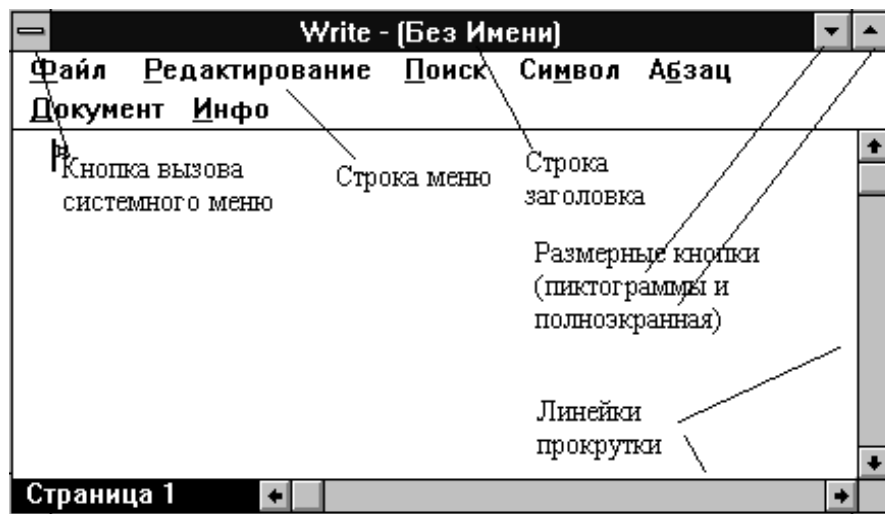 Write - (Без Имени)
Файл Редактирование Поиск Символ Абзац
Документ Инфо
Кнопка вызова
системного меню
Строка меню
Строка
заголовка
Размерные кнопки
(пиктограммы и
полноэкранная)
Линейки
прокрутки
Страница 1